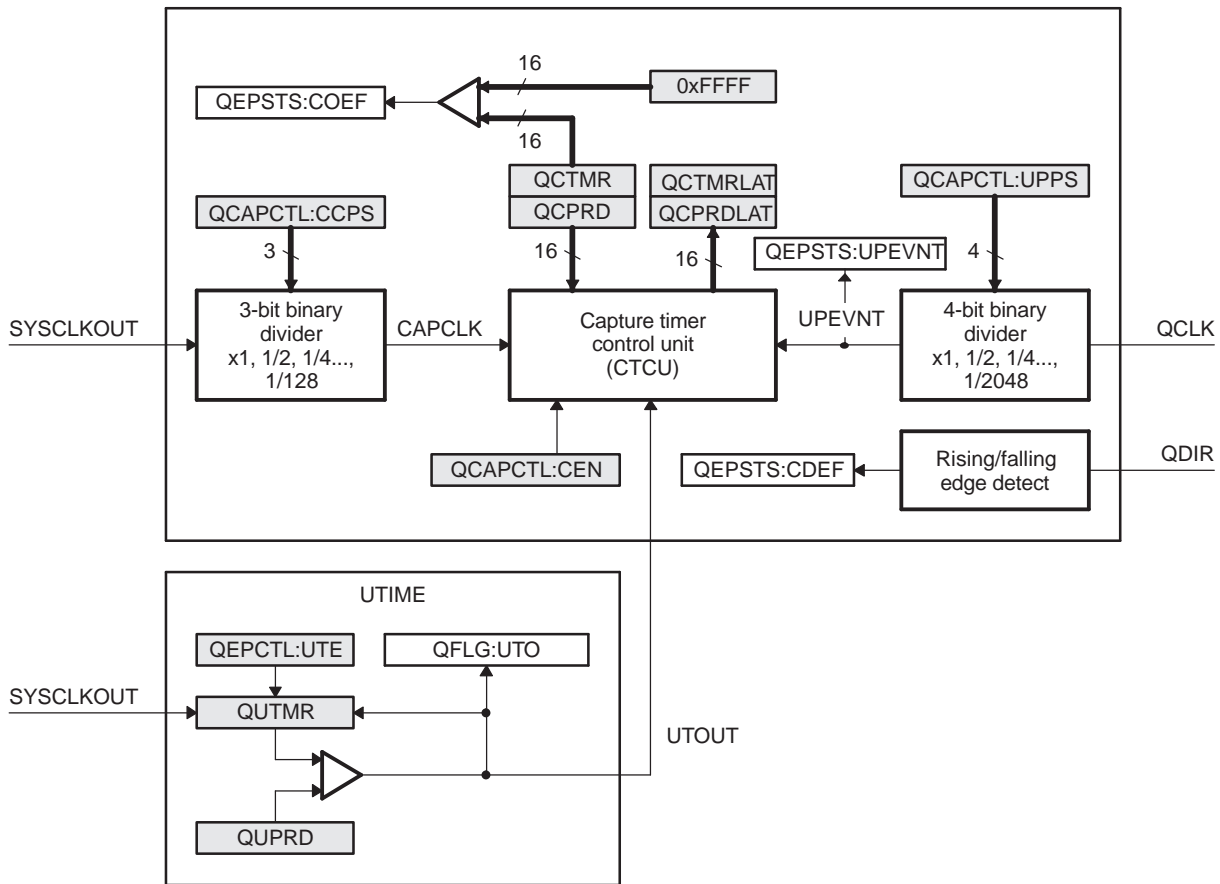 16
0xFFFF
QEPSTS:COEF
16
QCTMR
QCPRD
QCTMRLAT
QCPRDLAT
QCAPCTL:UPPS
QCAPCTL:CCPS
3
16
16
QEPSTS:UPEVNT
4
SYSCLKOUT
3-bit binary
divider
x1, 1/2, 1/4...,
1/128
CAPCLK
Capture timer
control unit
(CTCU)
UPEVNT
4-bit binary
divider
x1, 1/2, 1/4...,
1/2048
QCLK
QCAPCTL:CEN
QEPSTS:CDEF
Rising/falling
edge detect
QDIR
UTIME
QEPCTL:UTE
QFLG:UTO
SYSCLKOUT
QUTMR
UTOUT
QUPRD